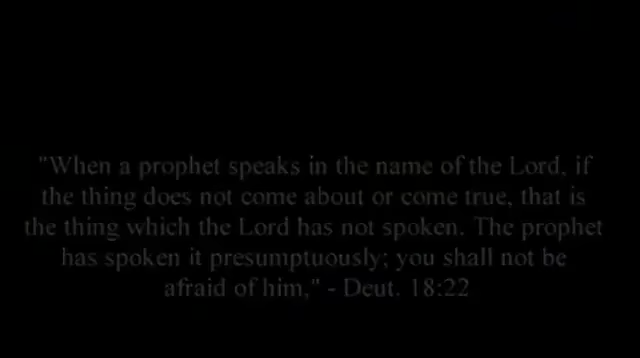 "When a prophet speaks in the name of the Lord, if
the thing does not come about or come true, that is
the thing which the Lord has not spoken. The prophet
has spoken it presumptuously; you shall not be
afraid of him," - Deut. 18:22